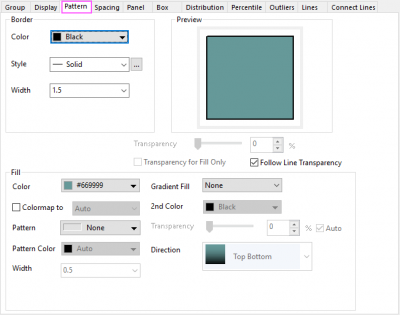 Group Display Pattern Spacing Panel Box Distribution Percentile Outliers Lines Connect Lines
Border
Color Black
Style Solid ...
Width 1.5
Preview
Transparency 0 %
Transparency for Fill Only Follow Line Transparency
Fill
Color #669999
Colormap to Auto
Pattern None
Pattern Color Auto
Width 0.5
Gradient Fill None
2nd Color Black
Transparency 0 % Auto
Direction Top Bottom